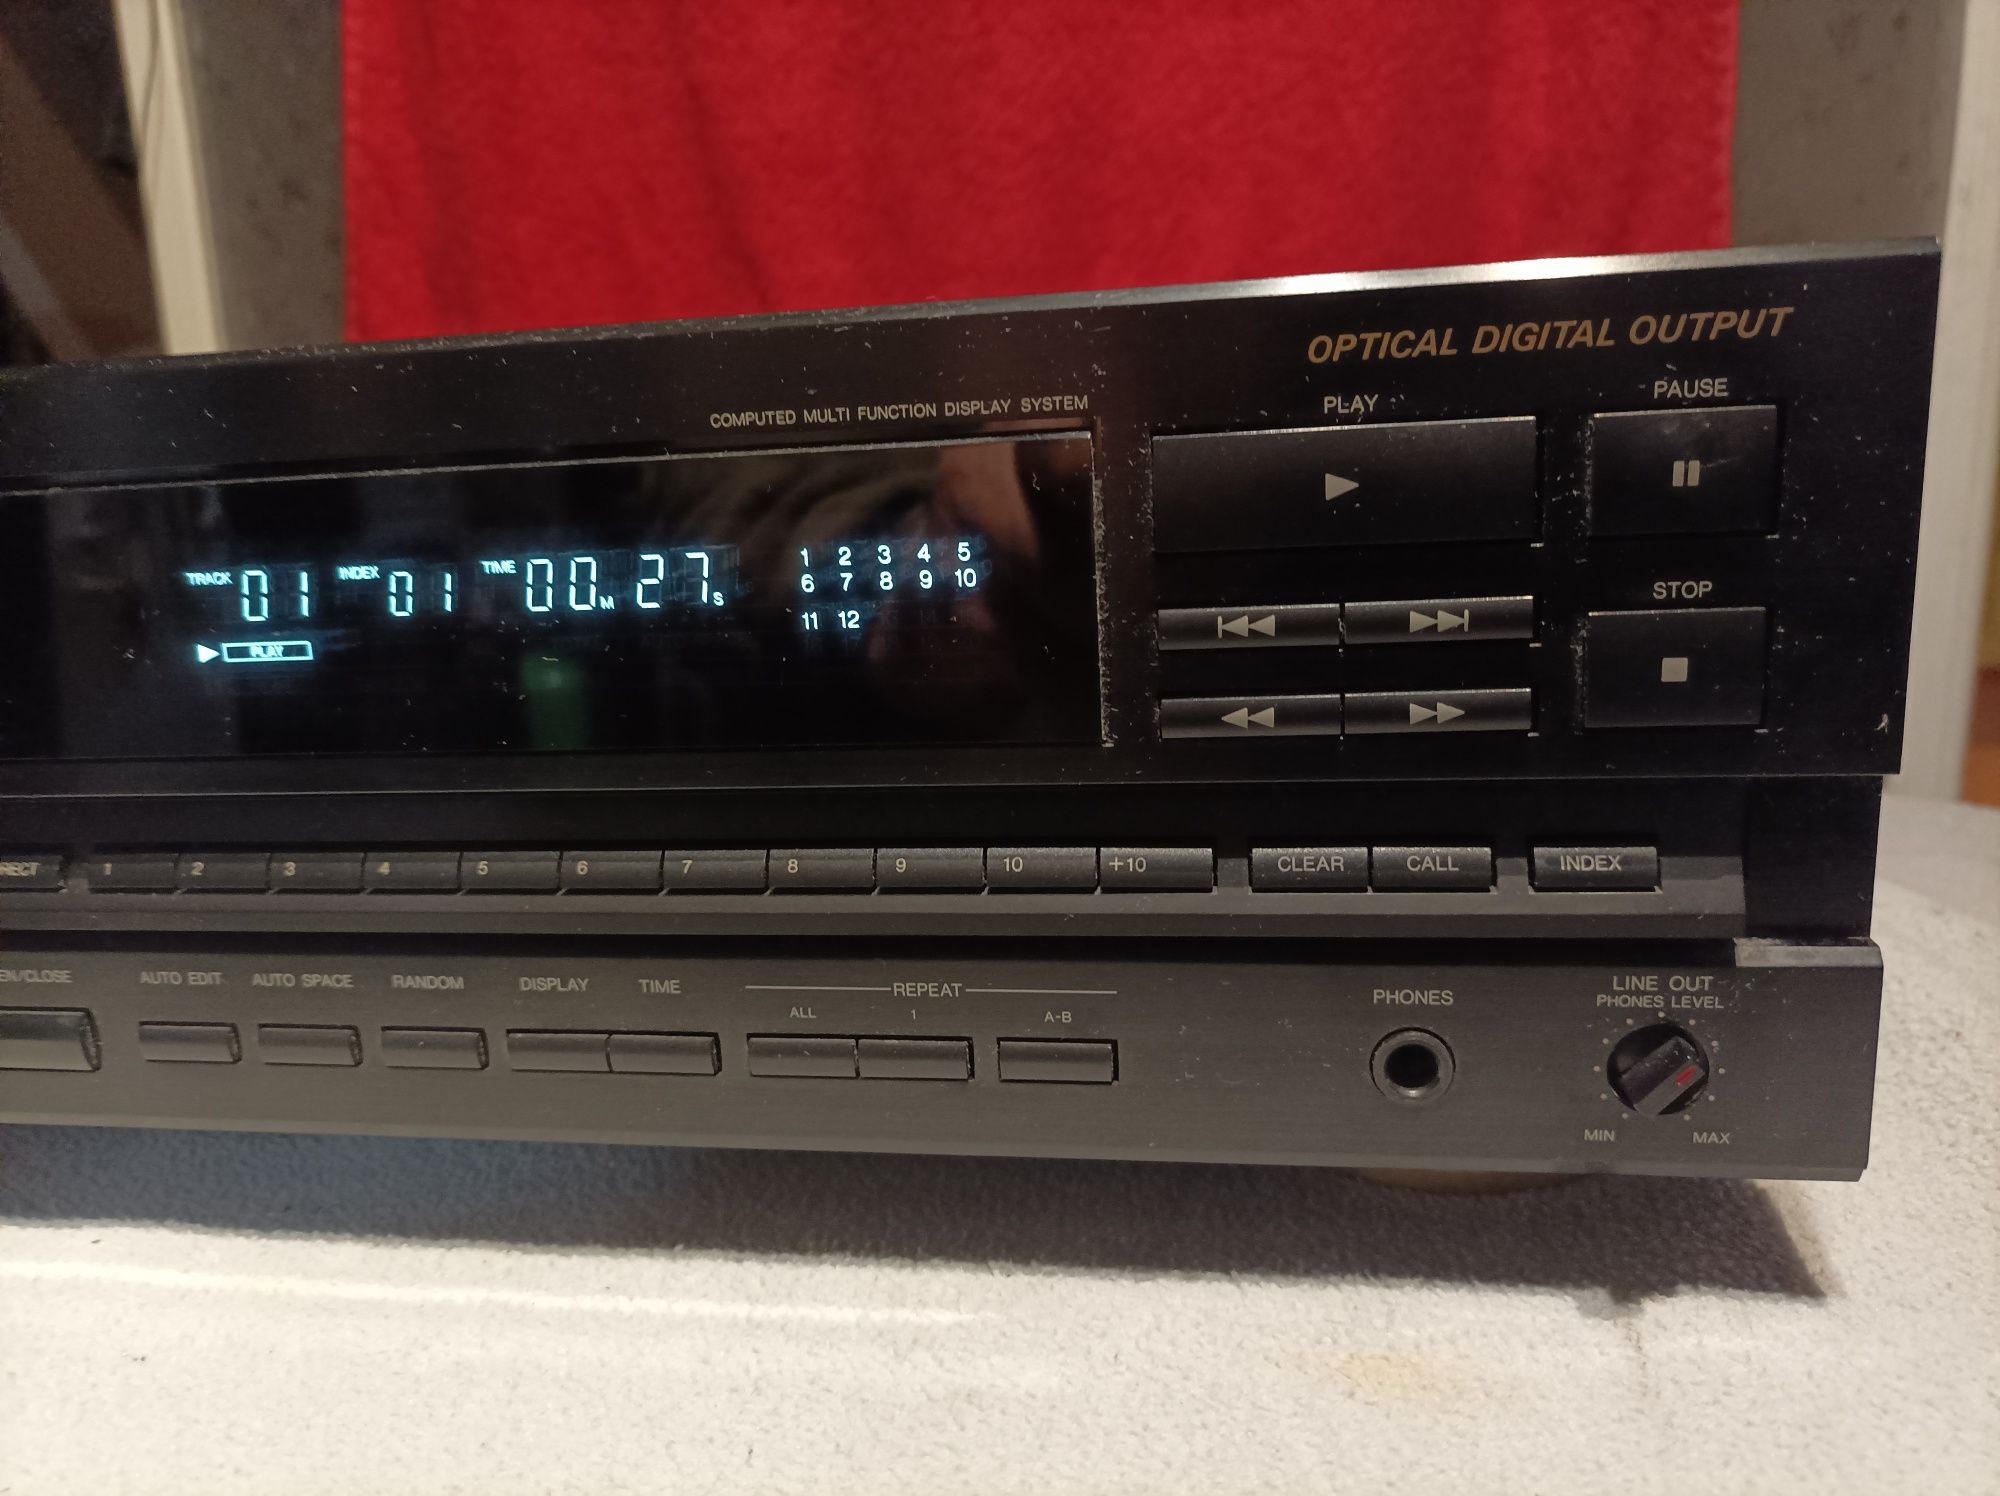 OPTICAL DIGITAL OUTPUT
COMPUTED MULTI FUNCTION DISPLAY SYSTEM
PLAY
PAUSE
TRACK 01 INDEX 01 TIME 00M 27S
1 2 3 4 5
6 7 8 9 10
11 12
PLAY
STOP
RECT 1 2 3 4 5 6 7 8 9 10 +10 CLEAR CALL INDEX
EN/CLOSE AUTO EDIT AUTO SPACE RANDOM DISPLAY TIME REPEAT
ALL 1 A-B
PHONES
LINE OUT
PHONES LEVEL
MIN MAX